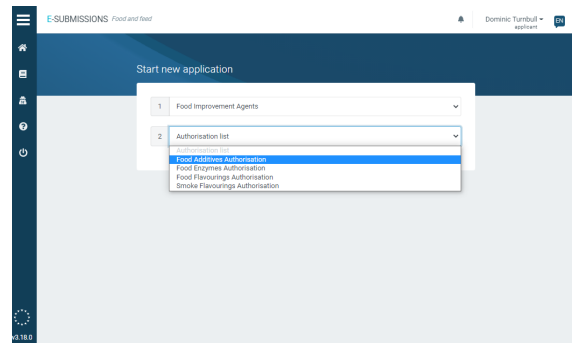 E-SUBMISSIONS Food and feed
Dominic Turnbull
applicant
EN
Start new application
1 Food Improvement Agents
2 Authorisation list
Authorisation list
Food Additives Authorisation
Food Enzymes Authorisation
Food Flavourings Authorisation
Smoke Flavourings Authorisation
v3.18.0